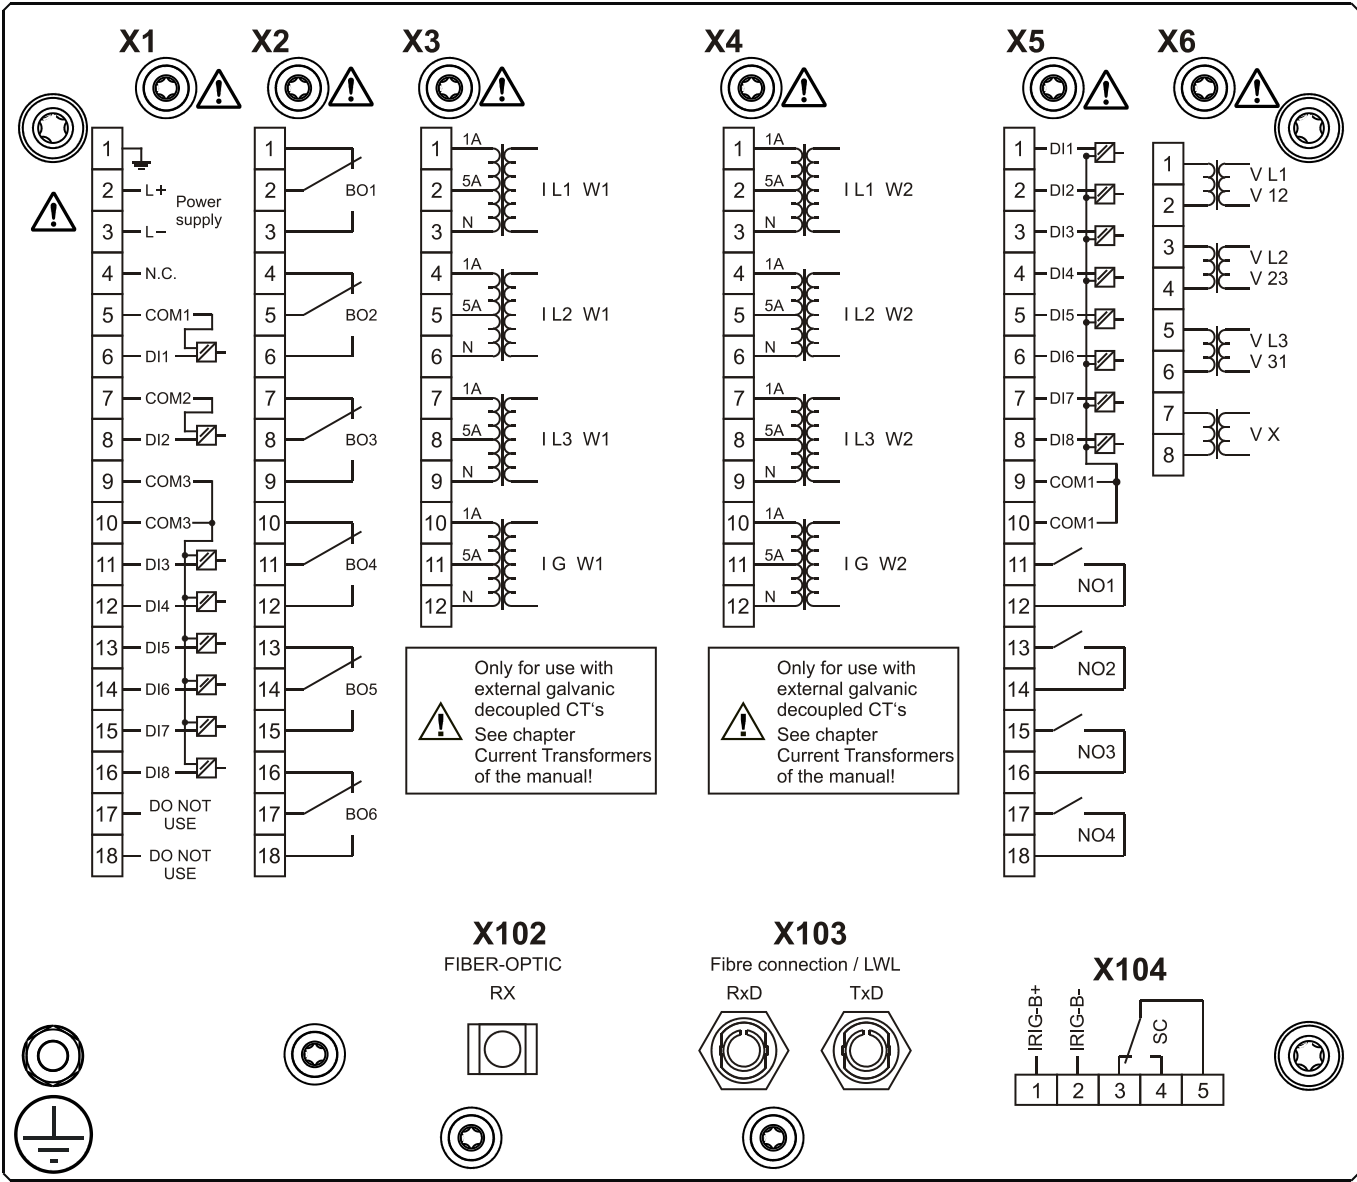 X1
1
2 L+
Power
supply
3 L−
4 N.C.
5 COM1
6 DI1
7 COM2
8 DI2
9 COM3
10 COM3
11 DI3
12 DI4
13 DI5
14 DI6
15 DI7
16 DI8
17 DO NOT
USE
18 DO NOT
USE
X2
1
2 BO1
3
4
5 BO2
6
7
8 BO3
9
10
11 BO4
12
13
14 BO5
15
16
17 BO6
18
X3
1 1A
2 5A I L1 W1
3 N
4 1A
5 5A I L2 W1
6 N
7 1A
8 5A I L3 W1
9 N
10 1A
11 5A I G W1
12 N
Only for use with
external galvanic
decoupled CT‘s
See chapter
Current Transformers
of the manual!
X4
1 1A
2 5A I L1 W2
3 N
4 1A
5 5A I L2 W2
6 N
7 1A
8 5A I L3 W2
9 N
10 1A
11 5A I G W2
12 N
Only for use with
external galvanic
decoupled CT‘s
See chapter
Current Transformers
of the manual!
X5
1 DI1
2 DI2
3 DI3
4 DI4
5 DI5
6 DI6
7 DI7
8 DI8
9 COM1
10 COM1
11
NO1
12
13
NO2
14
15
NO3
16
17
NO4
18
X6
1
V L1
V 12
2
3
V L2
V 23
4
5
V L3
V 31
6
7
V X
8
X102
FIBER-OPTIC
RX
X103
Fibre connection / LWL
RxD TxD
X104
IRIG-B+
IRIG-B-
SC
1 2 3 4 5